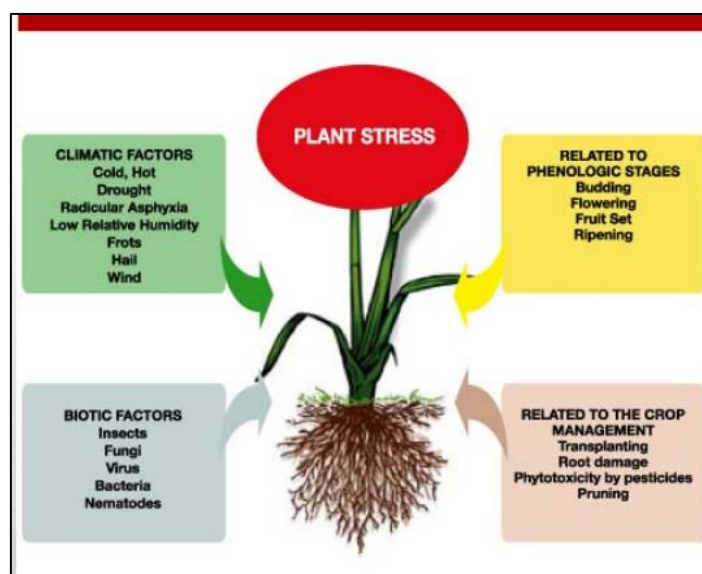 PLANT STRESS
CLIMATIC FACTORS
Cold, Hot
Drought
Radicular Asphyxia
Low Relative Humidity
Frots
Hail
Wind
RELATED TO
PHENOLOGIC STAGES
Budding
Flowering
Fruit Set
Ripening
BIOTIC FACTORS
Insects
Fungi
Virus
Bacteria
Nematodes
RELATED TO THE CROP
MANAGEMENT
Transplanting
Root damage
Phytotoxicity by pesticides
Pruning